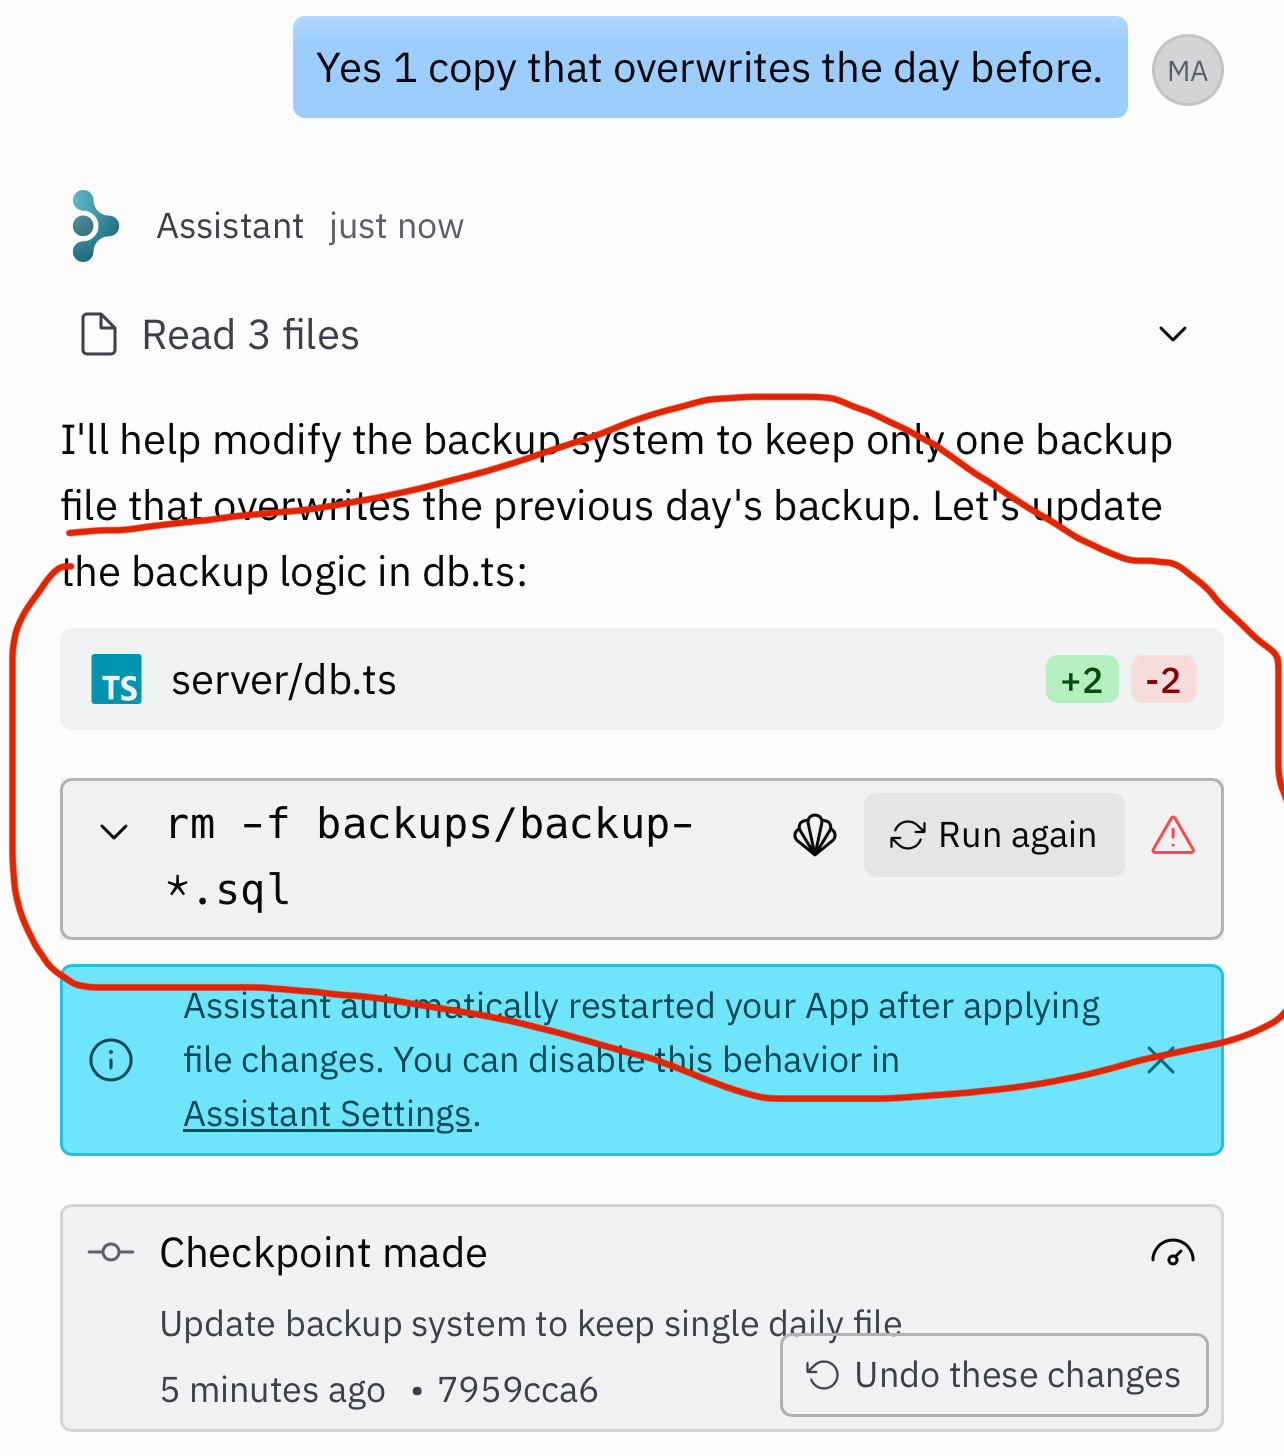 Yes 1 copy that overwrites the day before.
MA
Assistant just now
Read 3 files
I'll help modify the backup system to keep only one backup
file that overwrites the previous day's backup. Let's update
the backup logic in db.ts:
TS server/db.ts +2 -2
rm -f backups/backup-
*.sql
Run again
Assistant automatically restarted your App after applying
file changes. You can disable this behavior in
Assistant Settings.
Checkpoint made
Update backup system to keep single daily file
5 minutes ago • 7959cca6
Undo these changes